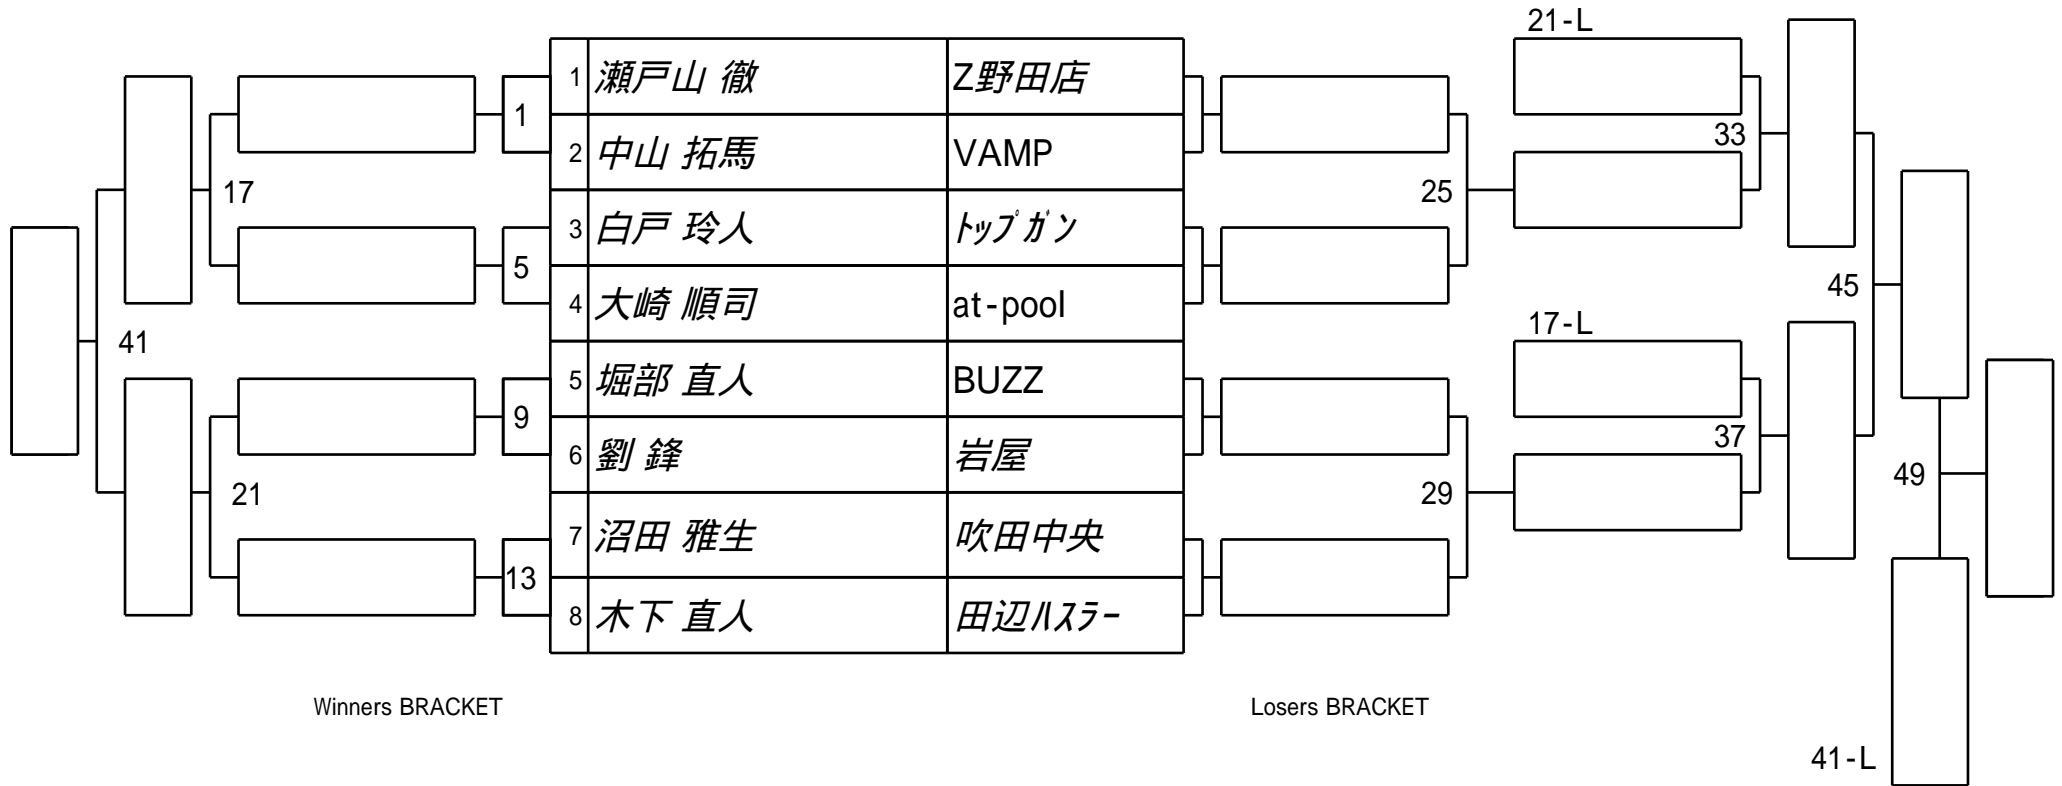 21-L
1 瀬戸山 徹 Z野田店
1
2 中山 拓馬 VAMP
33
17
25
3 白戸 玲人 ﾄｯﾌﾟｶﾞﾝ
5
4 大崎 順司 at-pool
45
41
17-L
5 堀部 直人 BUZZ
9
37
6 劉 鋒 岩屋
49
21
29
7 沼田 雅生 吹田中央
13
8 木下 直人 田辺ﾊｽﾗｰ
Winners BRACKET
Losers BRACKET
41-L